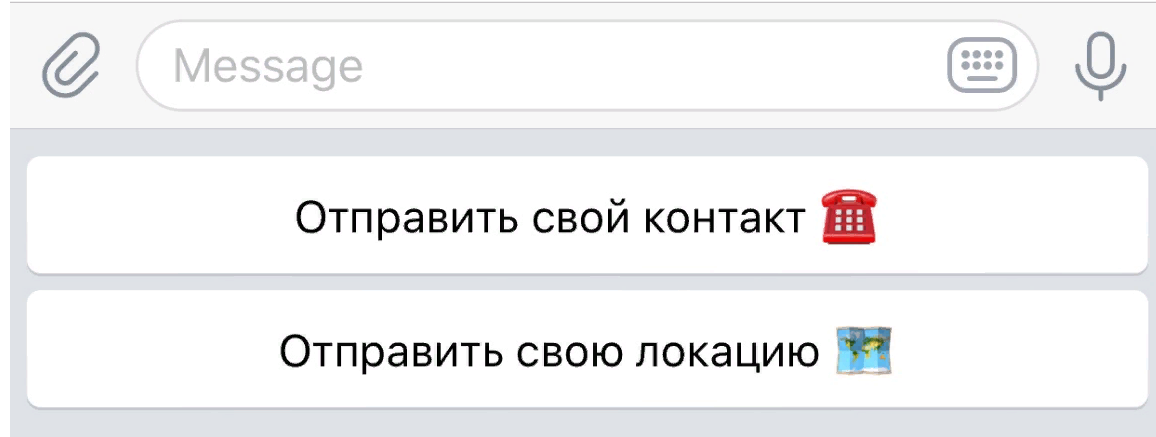 Message
Отправить свой контакт ☎️
Отправить свою локацию 🗺️